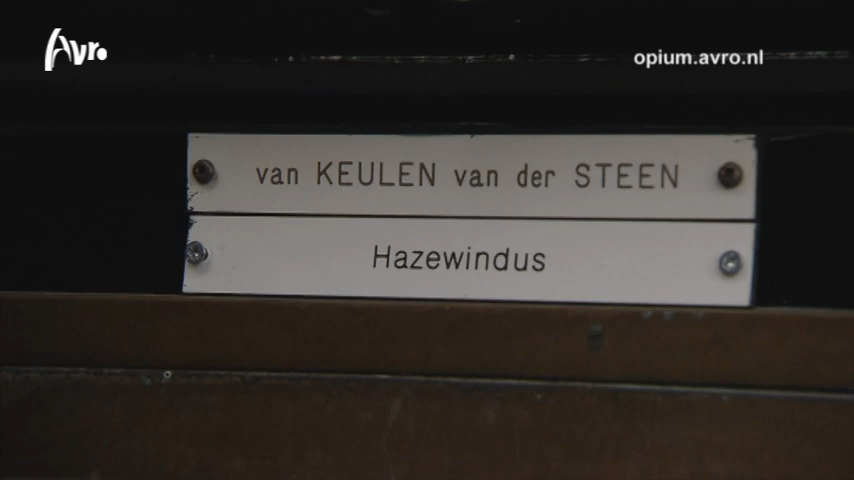 Avro
opium.avro.nl
van KEULEN van der STEEN
Hazewindus